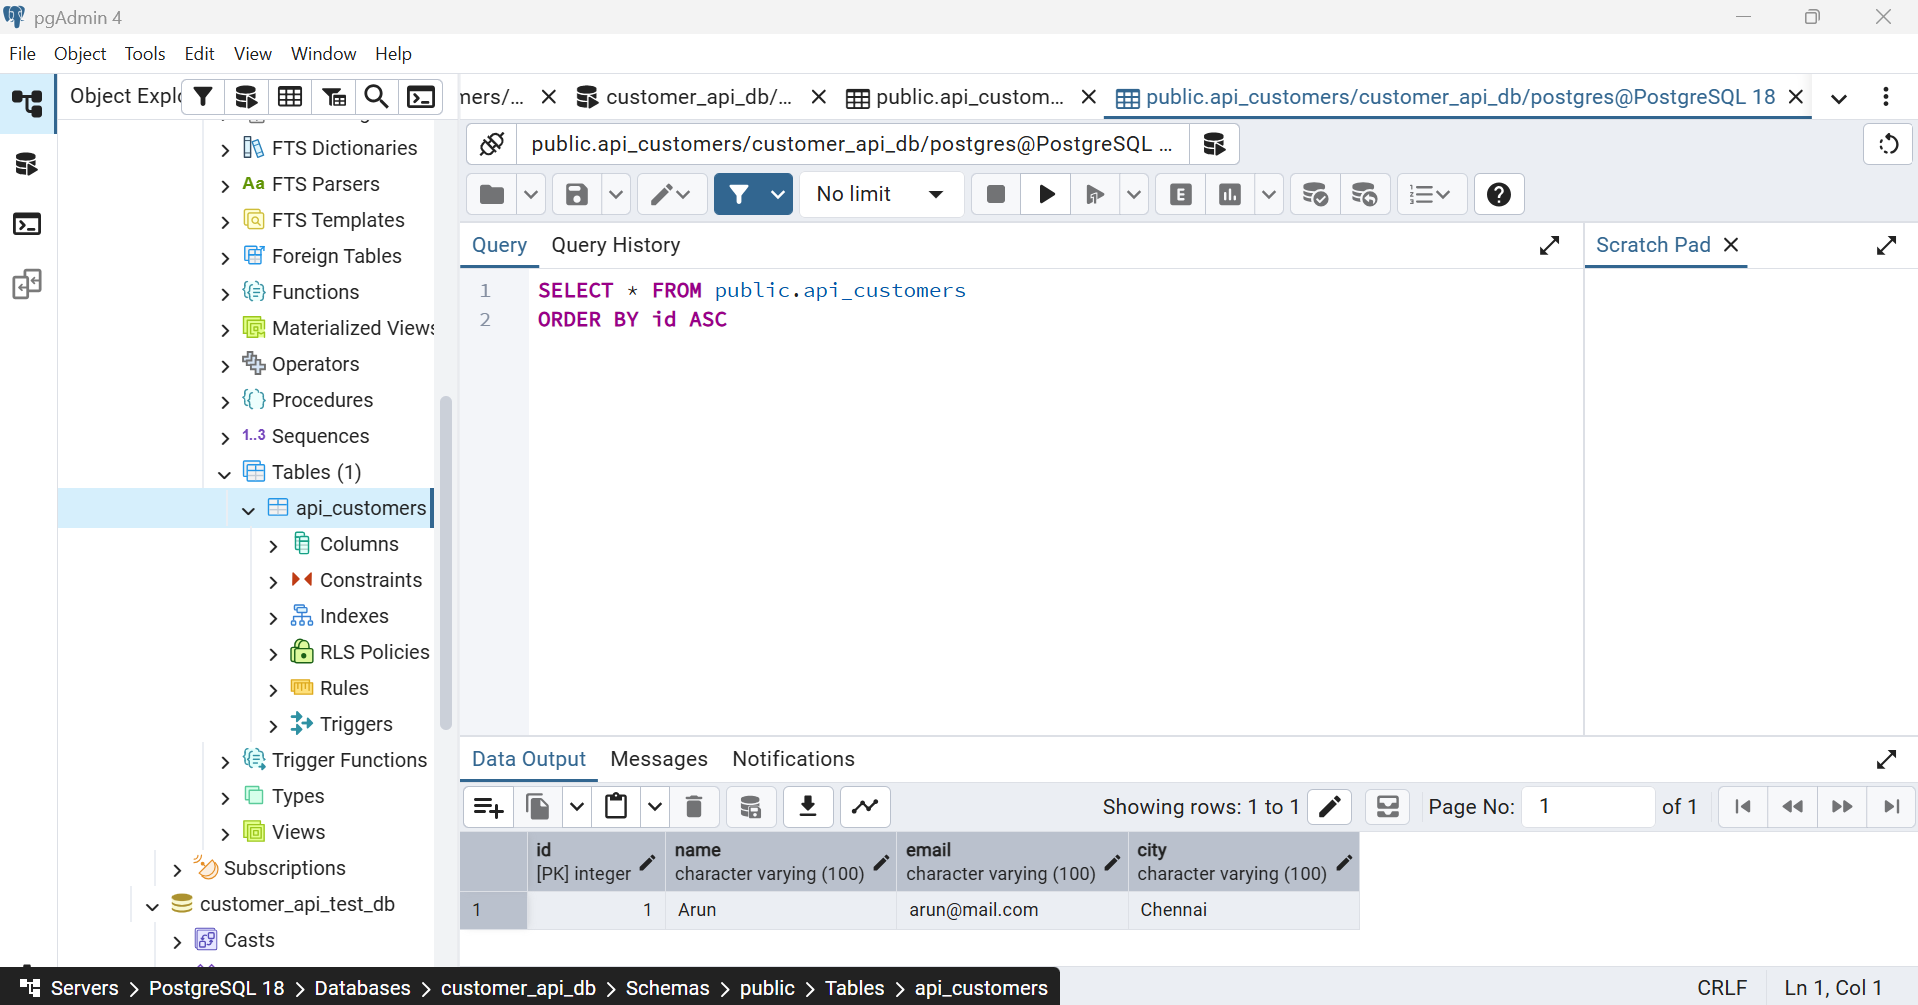 pgAdmin 4
File Object Tools Edit View Window Help
Object Explo
ners/...
customer_api_db/...
public.api_custom...
public.api_customers/customer_api_db/postgres@PostgreSQL 18
public.api_customers/customer_api_db/postgres@PostgreSQL ...
No limit
E
Query Query History
Scratch Pad
1 SELECT * FROM public.api_customers
2 ORDER BY id ASC
FTS Dictionaries
Aa FTS Parsers
FTS Templates
Foreign Tables
Functions
Materialized Views
Operators
Procedures
1..3 Sequences
Tables (1)
api_customers
Columns
Constraints
Indexes
RLS Policies
Rules
Triggers
Trigger Functions
Types
Views
Subscriptions
customer_api_test_db
Casts
Data Output Messages Notifications
Showing rows: 1 to 1
Page No: 1 of 1
id name email city
[PK] integer character varying (100) character varying (100) character varying (100)
1 1 Arun arun@mail.com Chennai
Servers > PostgreSQL 18 > Databases > customer_api_db > Schemas > public > Tables > api_customers
CRLF Ln 1, Col 1